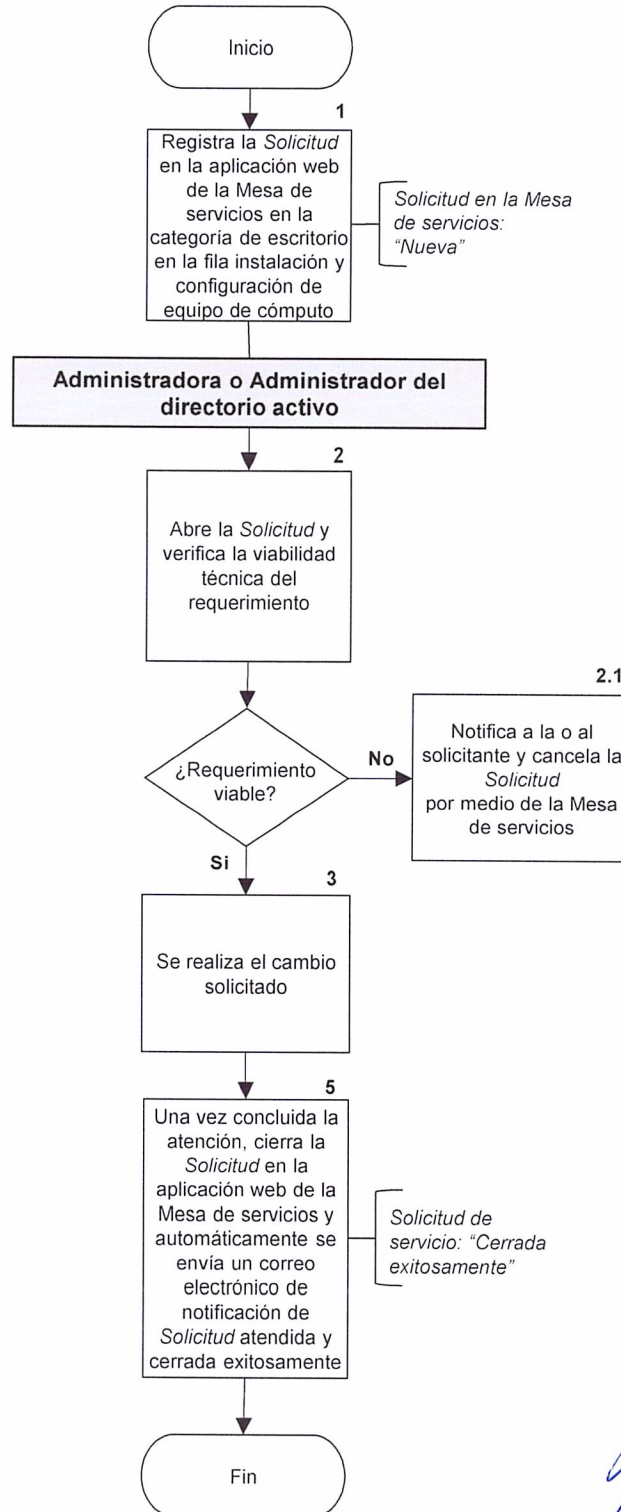 Inicio
1
Registra la Solicitud
en la aplicación web
de la Mesa de
servicios en la
categoría de escritorio
en la fila instalación y
configuración de
equipo de cómputo
Solicitud en la Mesa
de servicios:
“Nueva”
Administradora o Administrador del
directorio activo
2
Abre la Solicitud y
verifica la viabilidad
técnica del
requerimiento
¿Requerimiento
viable?
No
2.1
Notifica a la o al
solicitante y cancela la
Solicitud
por medio de la Mesa
de servicios
Si
3
Se realiza el cambio
solicitado
5
Una vez concluida la
atención, cierra la
Solicitud en la
aplicación web de la
Mesa de servicios y
automáticamente se
envía un correo
electrónico de
notificación de
Solicitud atendida y
cerrada exitosamente
Solicitud de
servicio: “Cerrada
exitosamente”
Fin